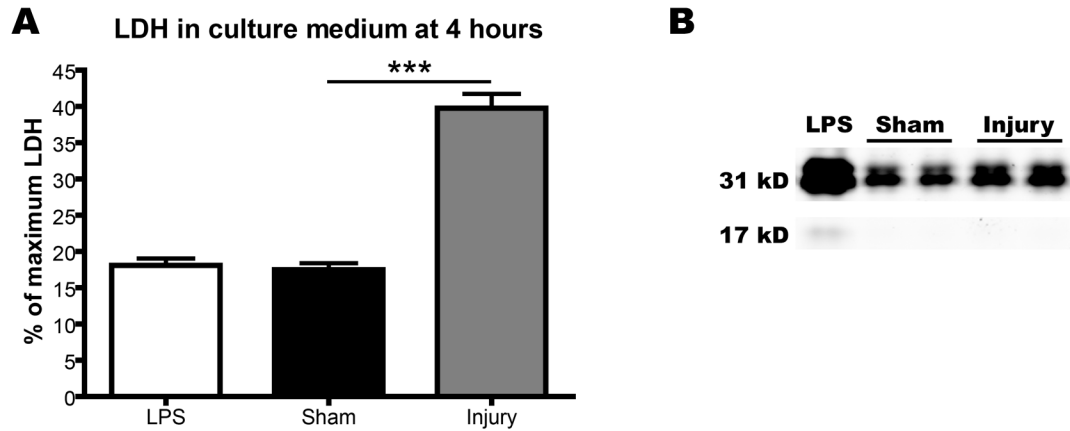 A
LDH in culture medium at 4 hours
% of maximum LDH
45
40
35
30
25
20
15
10
5
0
***
LPS
Sham
Injury
B
LPS Sham Injury
31 kD
17 kD